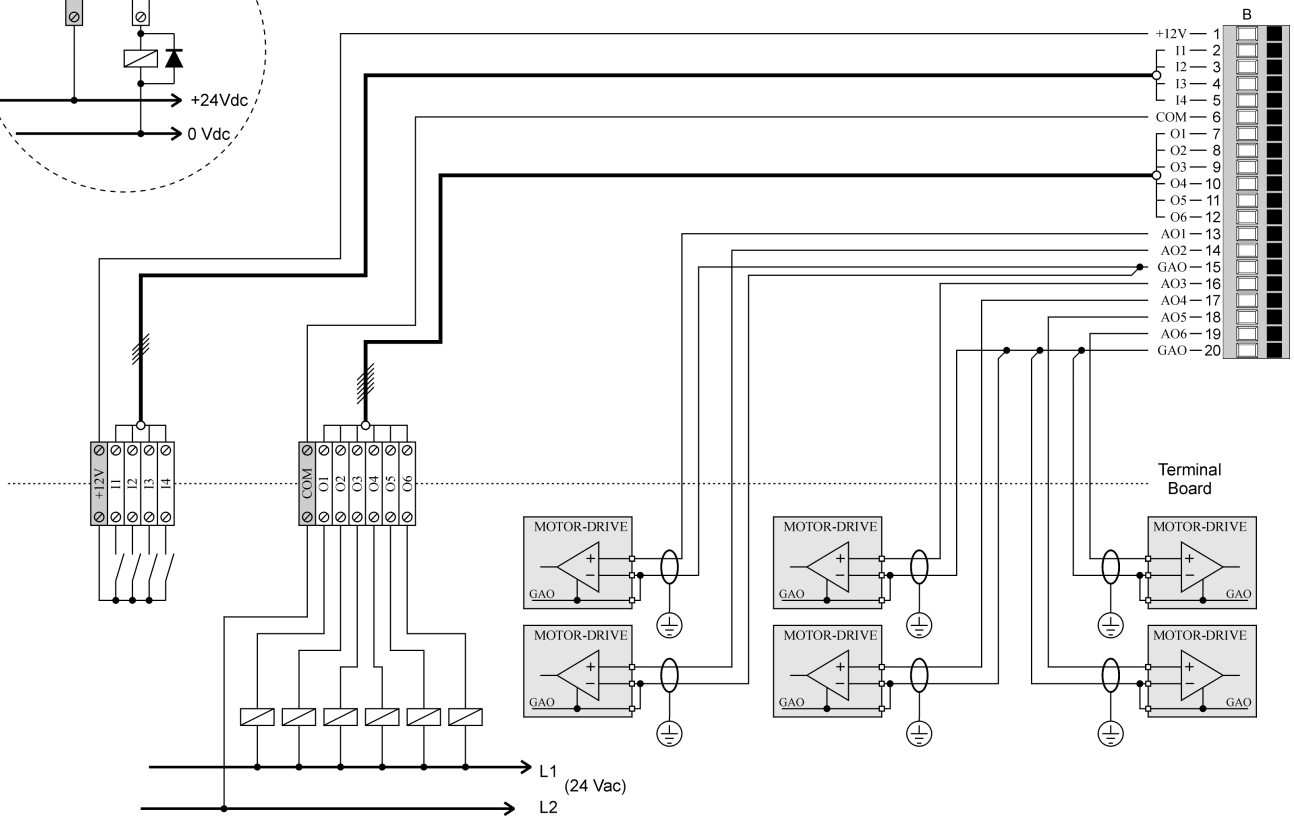 B
+12V 1
I1 2
I2 3
I3 4
I4 5
COM 6
O1 7
O2 8
O3 9
O4 10
O5 11
O6 12
AO1 13
AO2 14
GAO 15
AO3 16
AO4 17
AO5 18
AO6 19
GAO 20
+24Vdc
0 Vdc
+12V I1 I2 I3 I4
COM O1 O2 O3 O4 O5 O6
Terminal
Board
MOTOR-DRIVE
+
−
GAO
MOTOR-DRIVE
+
−
GAO
MOTOR-DRIVE
+
−
GAO
MOTOR-DRIVE
+
−
GAO
MOTOR-DRIVE
+
−
GAO
MOTOR-DRIVE
+
−
GAO
L1
(24 Vac)
L2